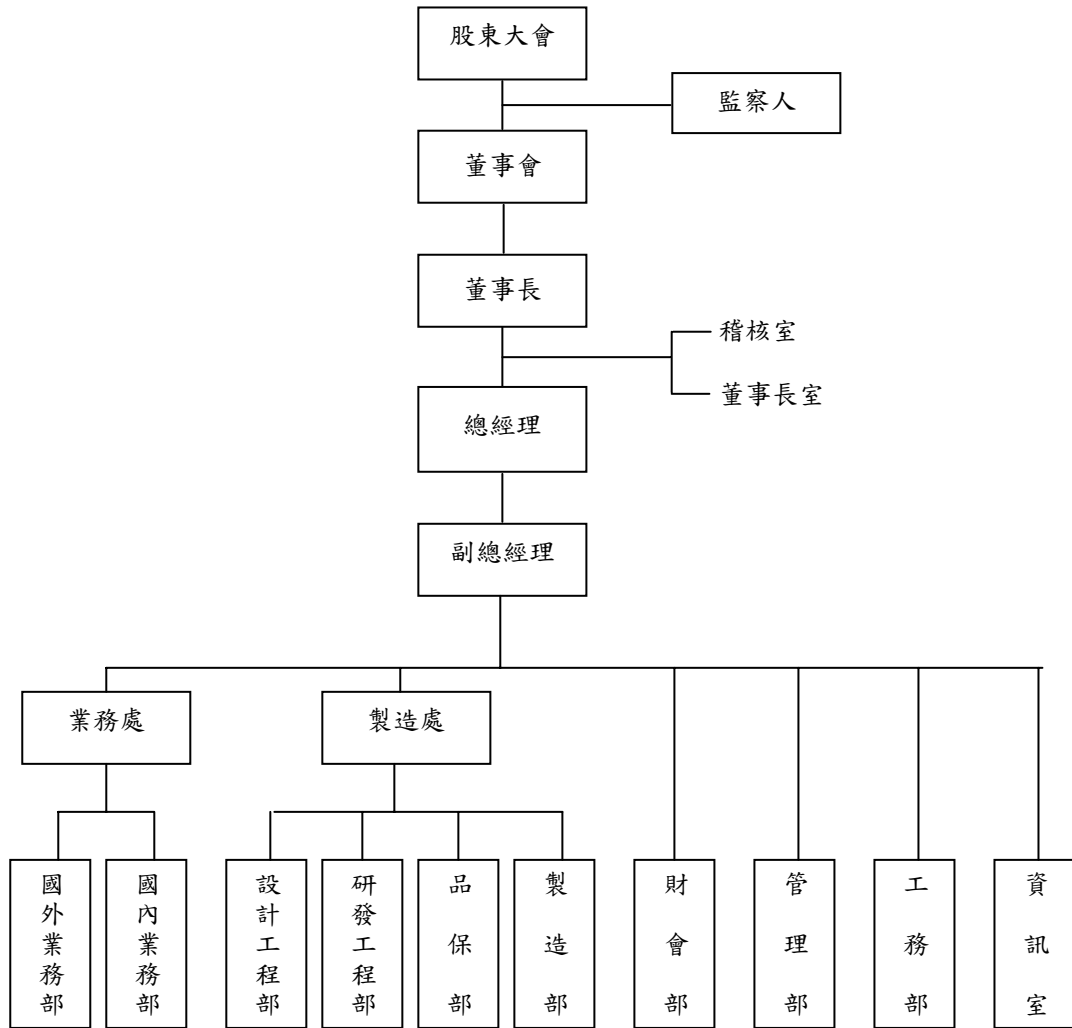 股東大會
監察人
董事會
董事長
稽核室
董事長室
總經理
副總經理
業務處
製造處
國外業務部
國內業務部
設計工程部
研發工程部
品保部
製造部
財會部
管理部
工務部
資訊室